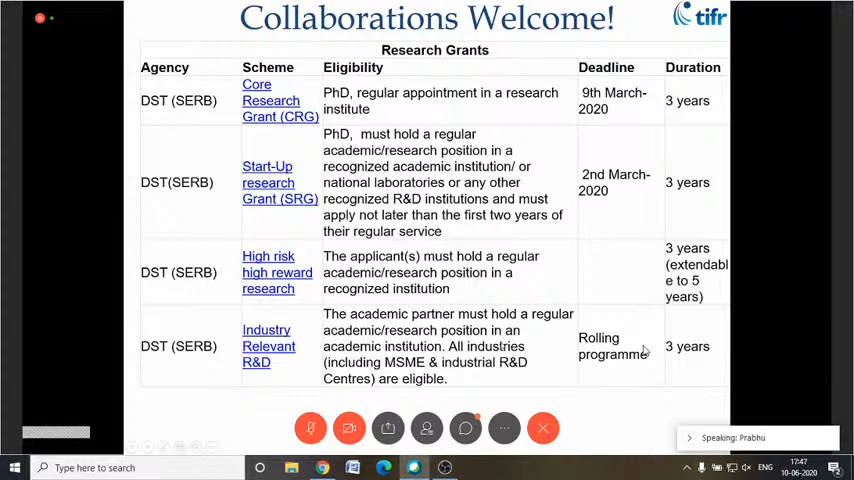 Collaborations Welcome!
tifr
Research Grants
Agency Scheme Eligibility Deadline Duration
DST (SERB)
Core
Research
Grant (CRG)
PhD, regular appointment in a research
institute
9th March-
2020
3 years
DST(SERB)
Start-Up
research
Grant (SRG)
PhD, must hold a regular
academic/research position in a
recognized academic institution/ or
national laboratories or any other
recognized R&D institutions and must
apply not later than the first two years of
their regular service
2nd March-
2020
3 years
DST (SERB)
High risk
high reward
research
The applicant(s) must hold a regular
academic/research position in a
recognized institution
3 years
(extendabl
e to 5
years)
DST (SERB)
Industry
Relevant
R&D
The academic partner must hold a regular
academic/research position in an
academic institution. All industries
(including MSME & industrial R&D
Centres) are eligible.
Rolling
programme
3 years
Speaking: Prabhu
Type here to search
ENG
17:47
10-06-2020
2